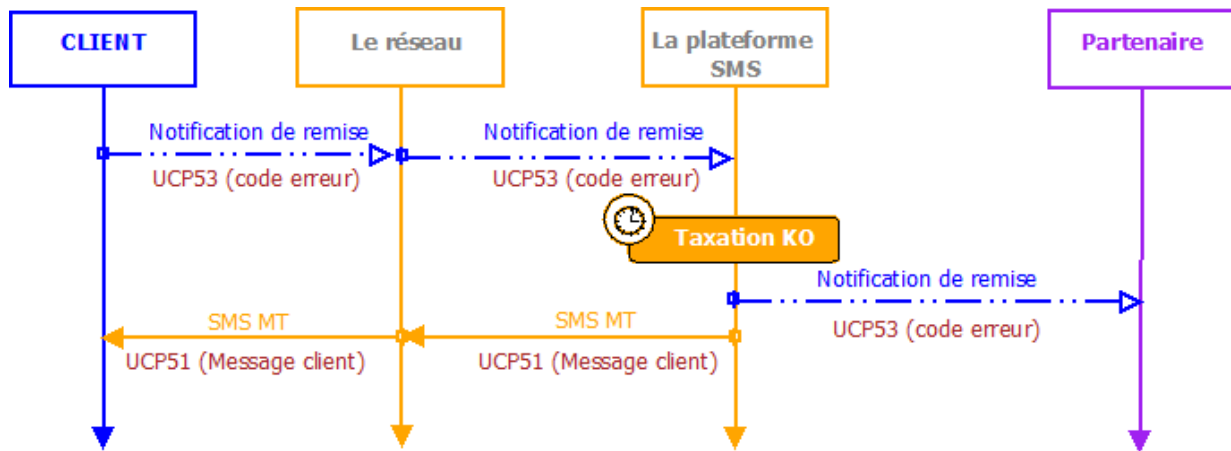 CLIENT
Le réseau
La plateforme
SMS
Partenaire
Notification de remise
Notification de remise
UCP53 (code erreur)
UCP53 (code erreur)
Taxation KO
Notification de remise
UCP53 (code erreur)
SMS MT
SMS MT
UCP51 (Message client)
UCP51 (Message client)